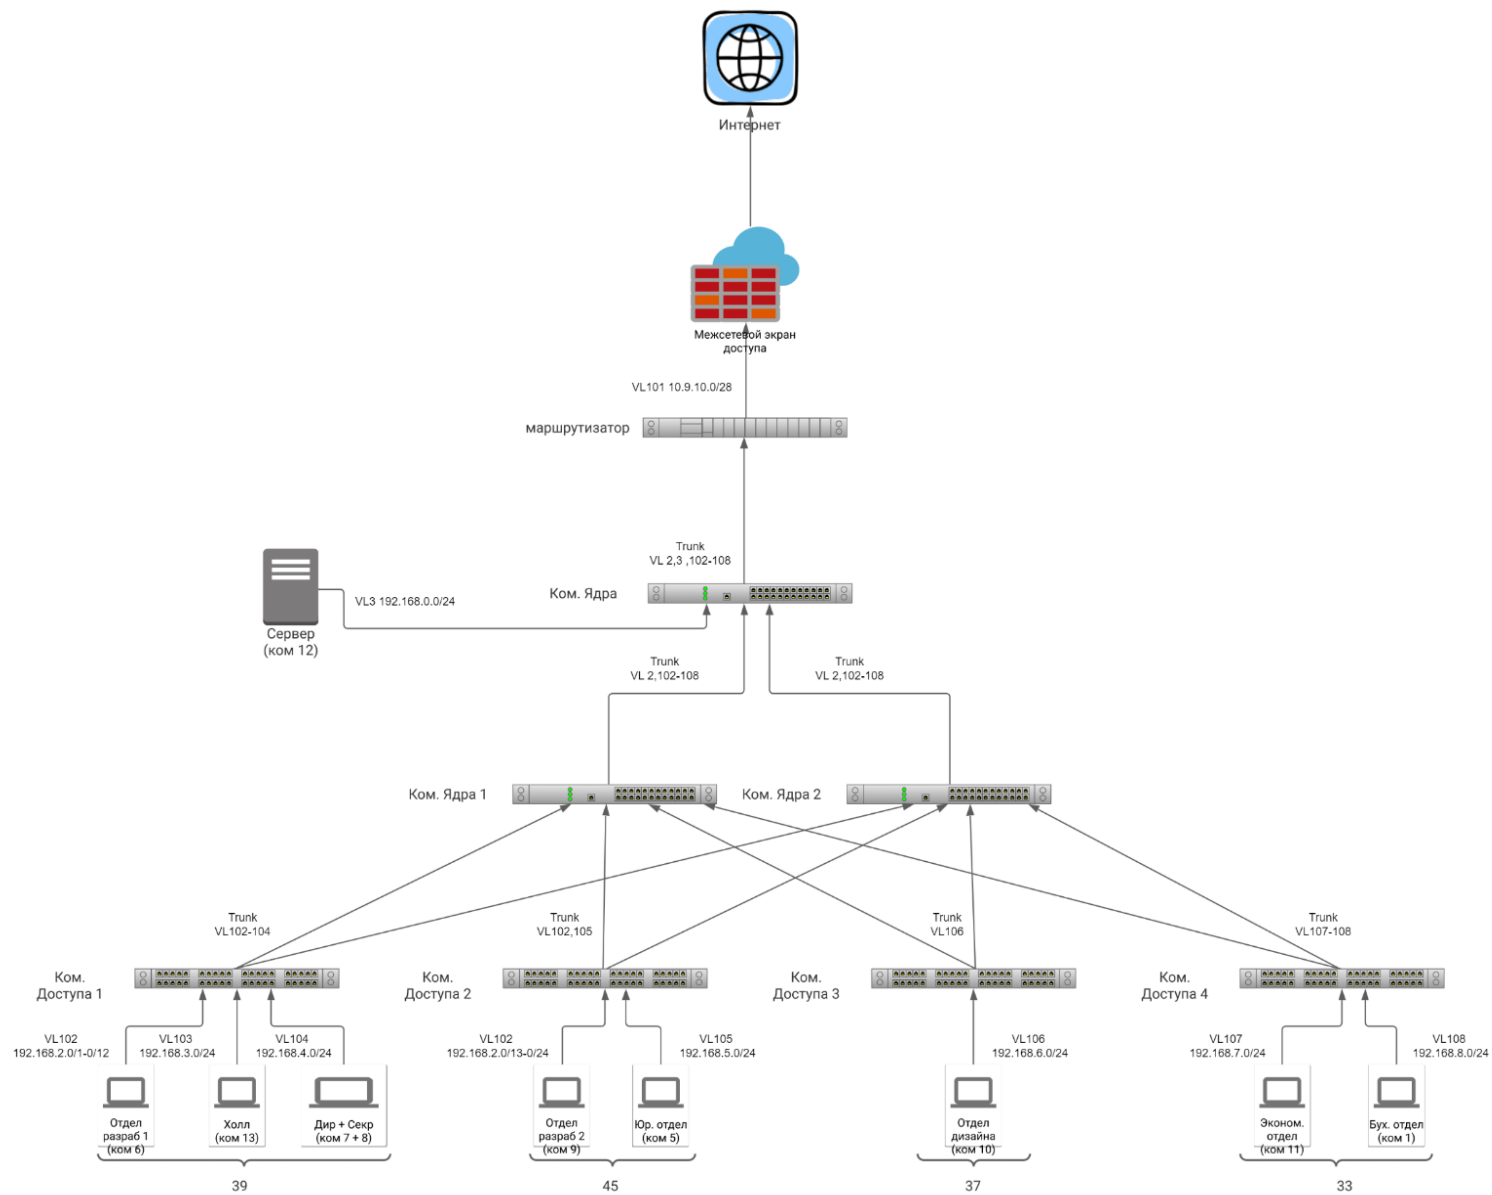 Интернет
Межсетевой экран
доступа
VL101 10.9.10.0/28
маршрутизатор
Trunk
VL 2,3 ,102-108
Ком. Ядра
VL3 192.168.0.0/24
Сервер
(ком 12)
Trunk
VL 2,102-108
Trunk
VL 2,102-108
Ком. Ядра 1
Ком. Ядра 2
Trunk
VL102-104
Trunk
VL102,105
Trunk
VL106
Trunk
VL107-108
Ком.
Доступа 1
Ком.
Доступа 2
Ком.
Доступа 3
Ком.
Доступа 4
VL102
192.168.2.0/1-0/12
VL103
192.168.3.0/24
VL104
192.168.4.0/24
VL102
192.168.2.0/13-0/24
VL105
192.168.5.0/24
VL106
192.168.6.0/24
VL107
192.168.7.0/24
VL108
192.168.8.0/24
Отдел
разраб 1
(ком 6)
Холл
(ком 13)
Дир + Секр
(ком 7 + 8)
Отдел
разраб 2
(ком 9)
Юр. отдел
(ком 5)
Отдел
дизайна
(ком 10)
Эконом.
отдел
(ком 11)
Бух. отдел
(ком 1)
39
45
37
33